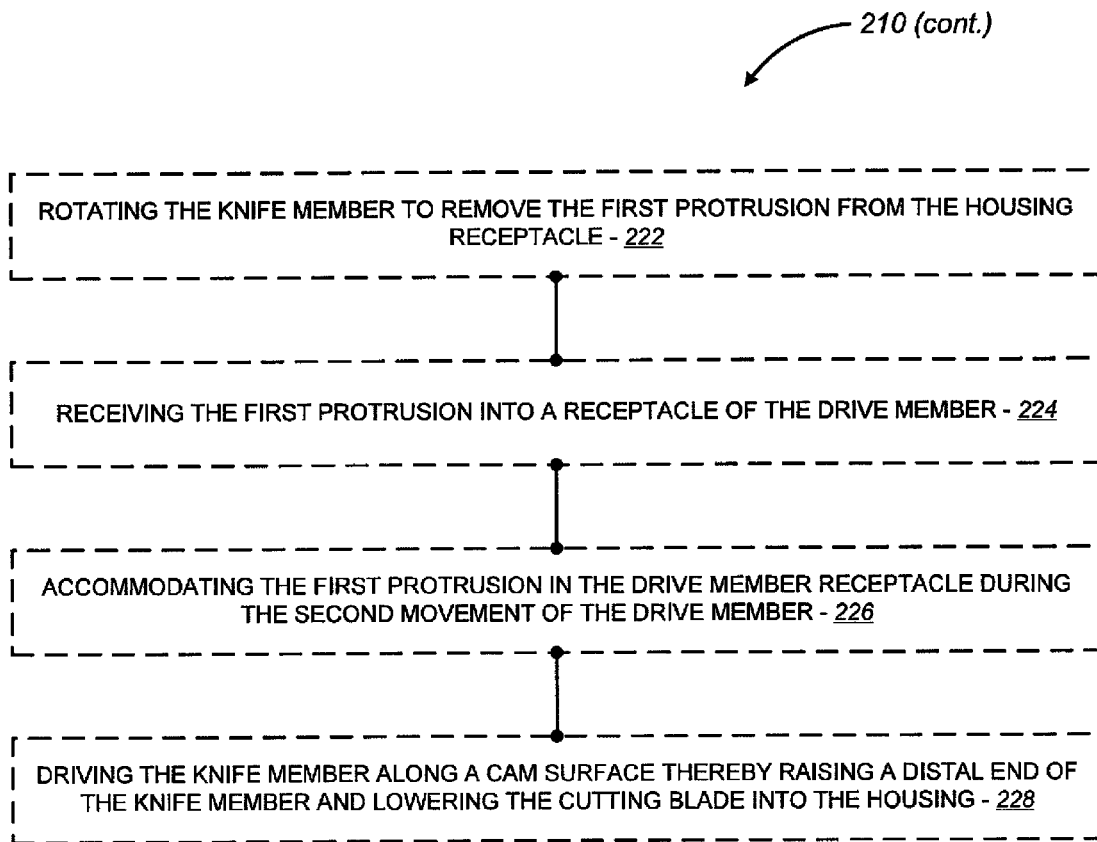 210 (cont.)
ROTATING THE KNIFE MEMBER TO REMOVE THE FIRST PROTRUSION FROM THE HOUSING
RECEPTACLE - 222
RECEIVING THE FIRST PROTRUSION INTO A RECEPTACLE OF THE DRIVE MEMBER - 224
ACCOMMODATING THE FIRST PROTRUSION IN THE DRIVE MEMBER RECEPTACLE DURING
THE SECOND MOVEMENT OF THE DRIVE MEMBER - 226
DRIVING THE KNIFE MEMBER ALONG A CAM SURFACE THEREBY RAISING A DISTAL END OF
THE KNIFE MEMBER AND LOWERING THE CUTTING BLADE INTO THE HOUSING - 228